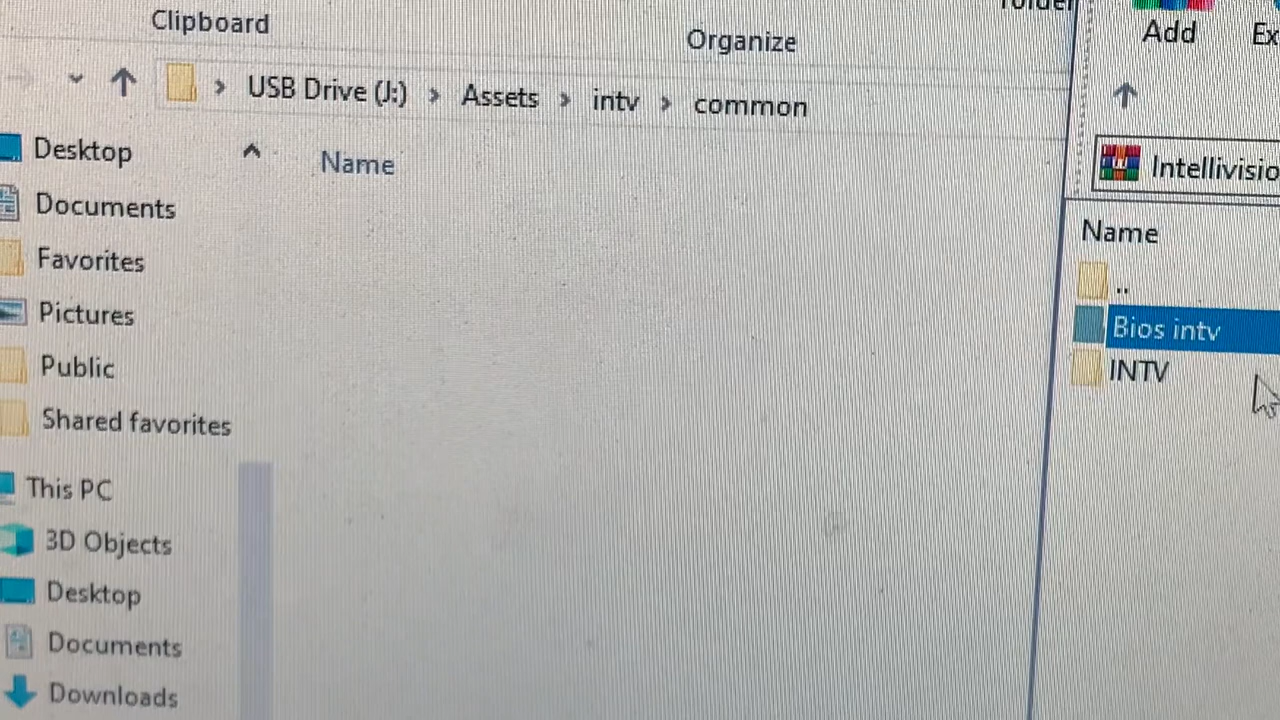 Clipboard
Organize
Add
USB Drive (J:) > Assets > intv > common
Desktop
Name
Documents
Favorites
Pictures
Public
Shared favorites
This PC
3D Objects
Desktop
Documents
Downloads
Name
..
Bios intv
INTV